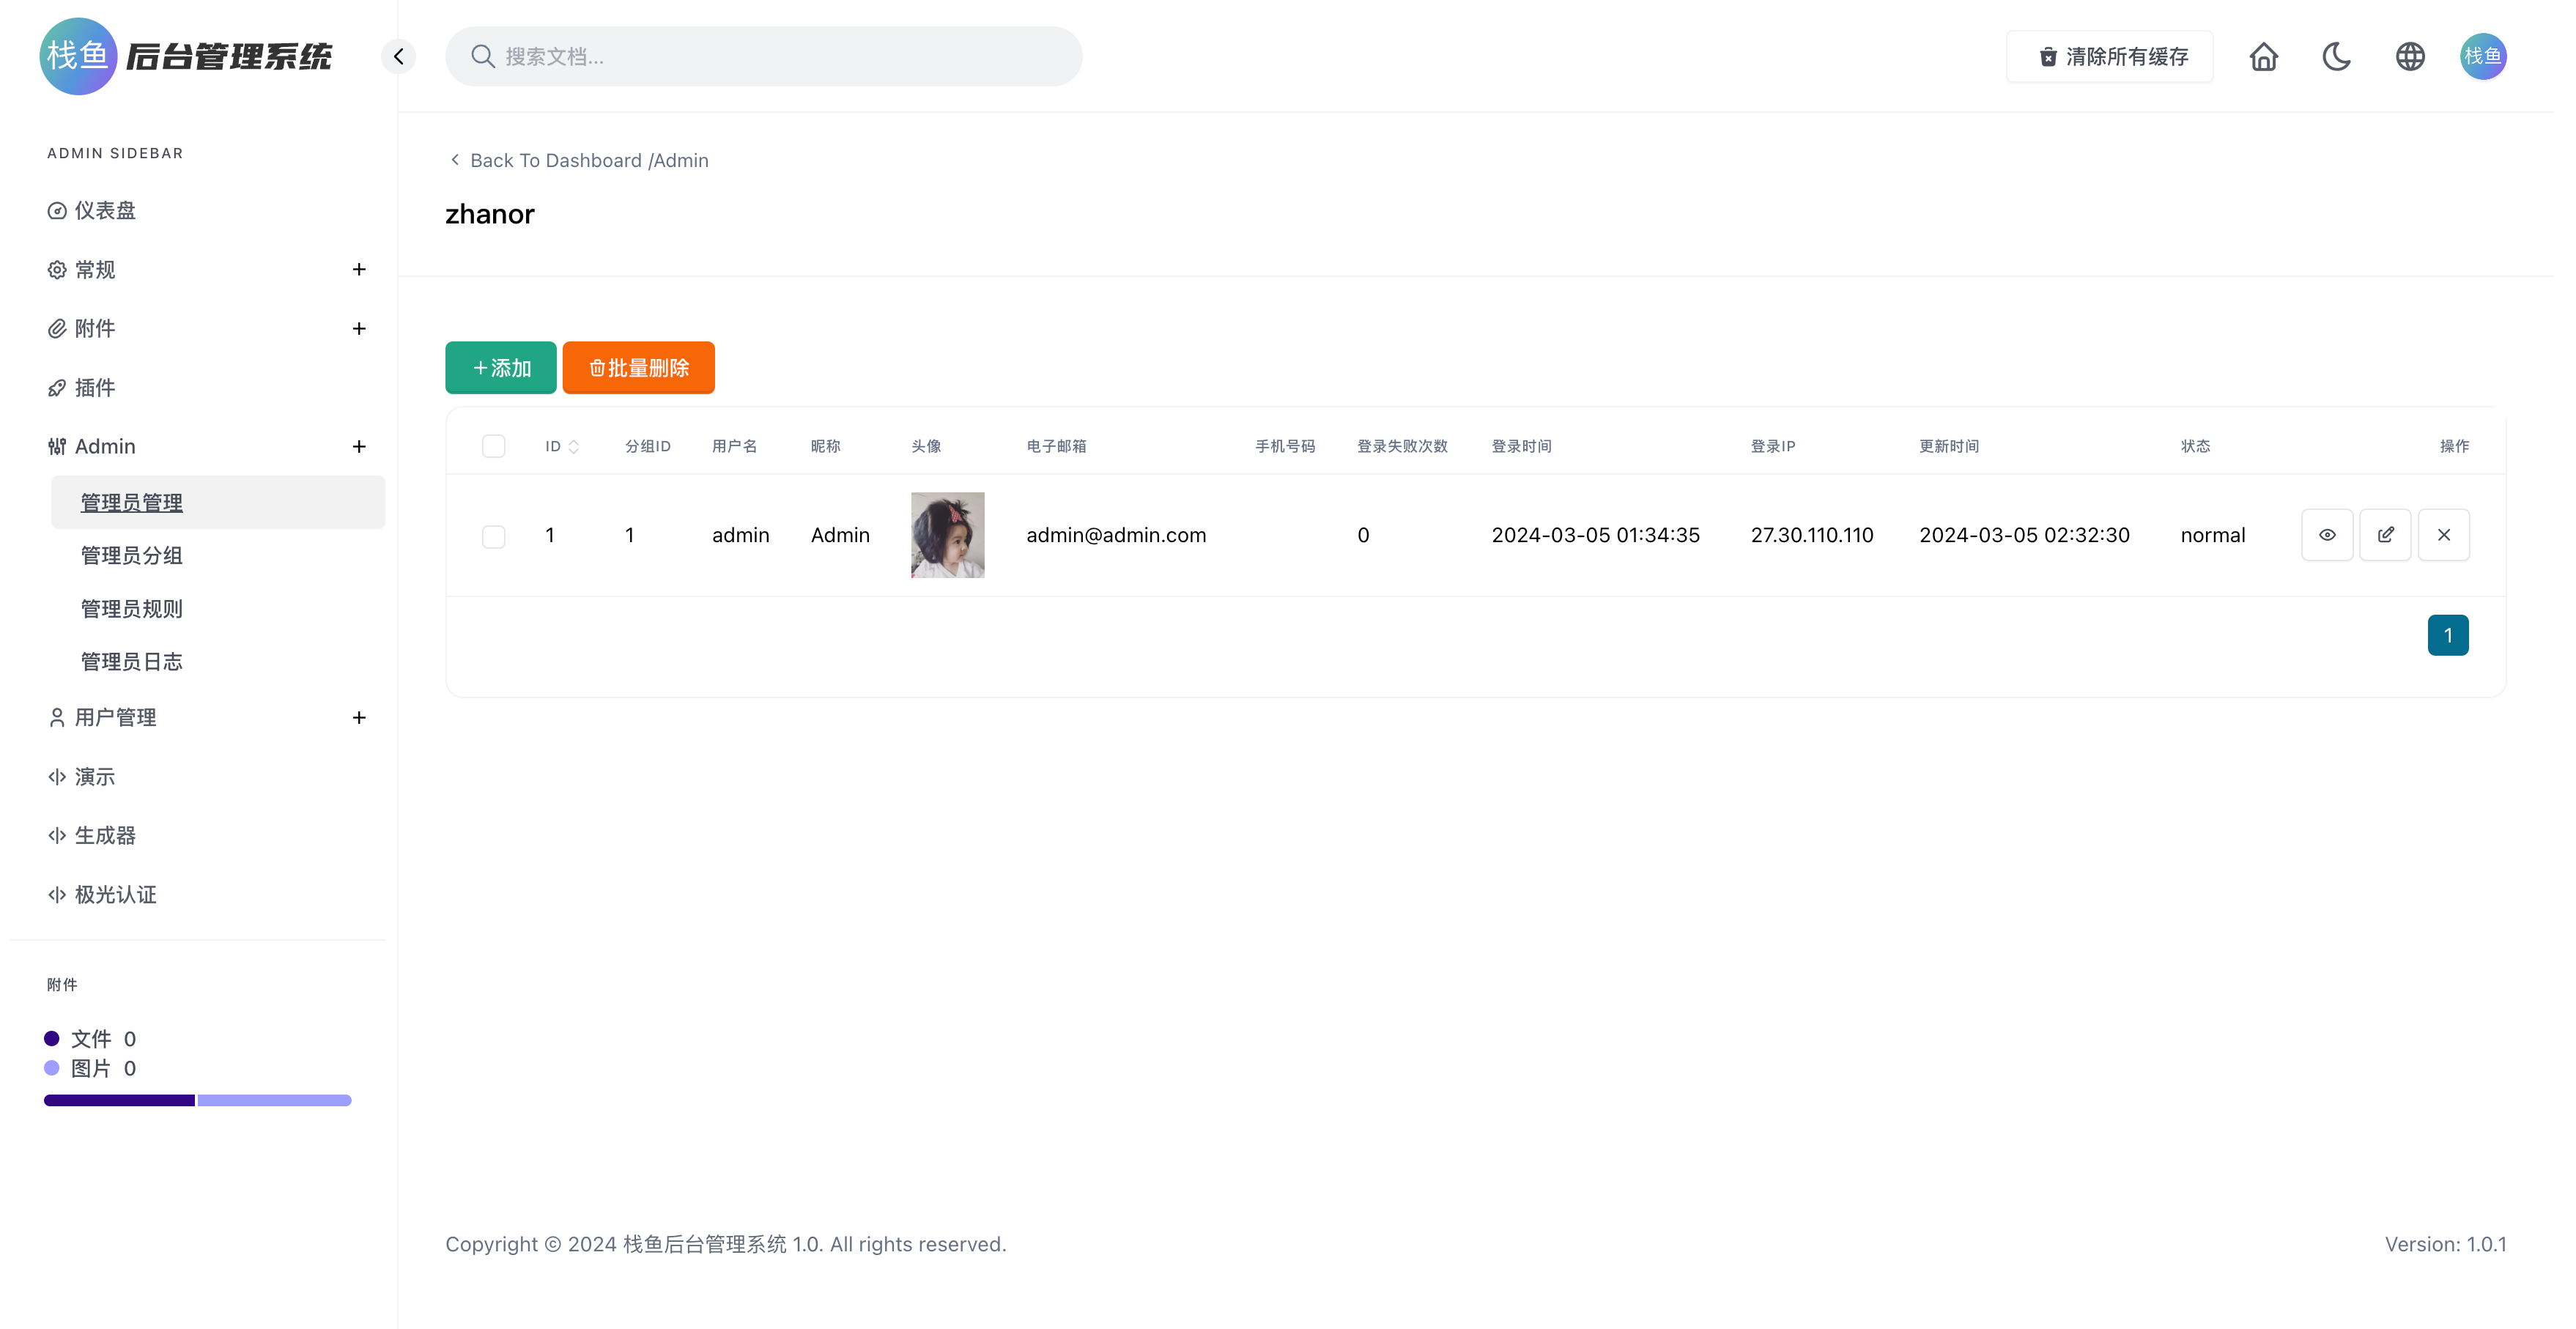 栈鱼 后台管理系统
搜索文档...
清除所有缓存
栈鱼
ADMIN SIDEBAR
仪表盘
常规 +
附件 +
插件
Admin +
管理员管理
管理员分组
管理员规则
管理员日志
用户管理 +
演示
生成器
极光认证
附件
文件 0
图片 0
Back To Dashboard /Admin
zhanor
+添加 批量删除
ID 分组ID 用户名 昵称 头像 电子邮箱 手机号码 登录失败次数 登录时间 登录IP 更新时间 状态 操作
1 1 admin Admin admin@admin.com 0 2024-03-05 01:34:35 27.30.110.110 2024-03-05 02:32:30 normal
1
Copyright © 2024 栈鱼后台管理系统 1.0. All rights reserved.
Version: 1.0.1